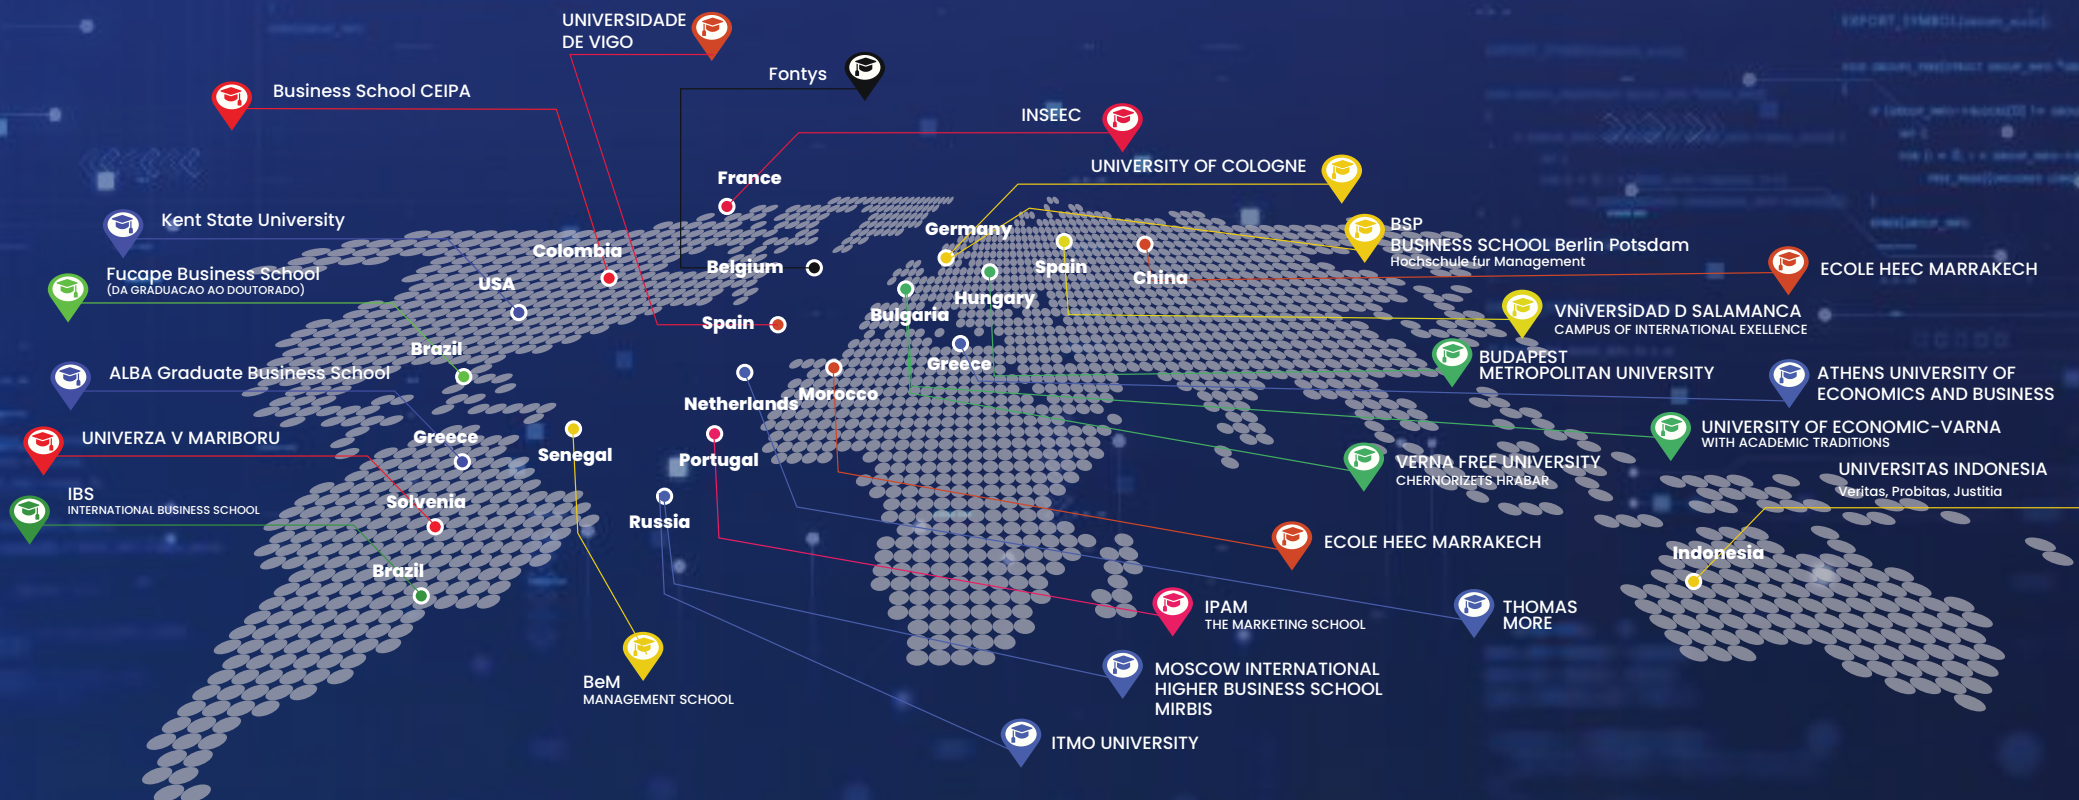 UNIVERSIDADE
DE VIGO
Fontys
Business School CEIPA
INSEEC
UNIVERSITY OF COLOGNE
France
Kent State University
BSP
BUSINESS SCHOOL Berlin Potsdam
Hochschule fur Management
Germany
Colombia
Belgium
Spain
China
ECOLE HEEC MARRAKECH
Fucape Business School
(DA GRADUACAO AO DOUTORADO)
USA
Hungary
Bulgaria
VNiVERSiDAD D SALAMANCA
CAMPUS OF INTERNATIONAL EXELLENCE
Spain
Brazil
Greece
BUDAPEST
METROPOLITAN UNIVERSITY
ALBA Graduate Business School
ATHENS UNIVERSITY OF
ECONOMICS AND BUSINESS
Morocco
Netherlands
UNIVERZA V MARIBORU
Greece
Senegal
Portugal
UNIVERSITY OF ECONOMIC-VARNA
WITH ACADEMIC TRADITIONS
VERNA FREE UNIVERSITY
CHERNORIZETS HRABAR
UNIVERSITAS INDONESIA
Veritas, Probitas, Justitia
IBS
INTERNATIONAL BUSINESS SCHOOL
Solvenia
Russia
ECOLE HEEC MARRAKECH
Indonesia
Brazil
IPAM
THE MARKETING SCHOOL
THOMAS
MORE
BeM
MANAGEMENT SCHOOL
MOSCOW INTERNATIONAL
HIGHER BUSINESS SCHOOL
MIRBIS
ITMO UNIVERSITY